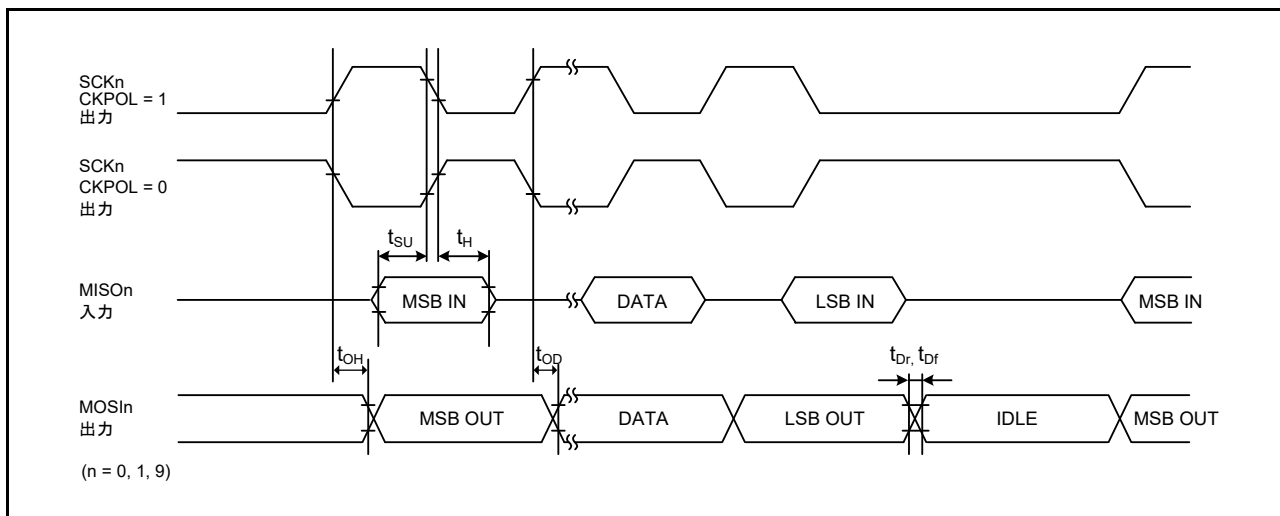 SCKn
CKPOL = 1
出力
SCKn
CKPOL = 0
出力
tSU
tH
MISOn
入力
MSB IN
DATA
LSB IN
MSB IN
tOH
tOD
tDr, tDf
MOSIn
出力
MSB OUT
DATA
LSB OUT
IDLE
MSB OUT
(n = 0, 1, 9)